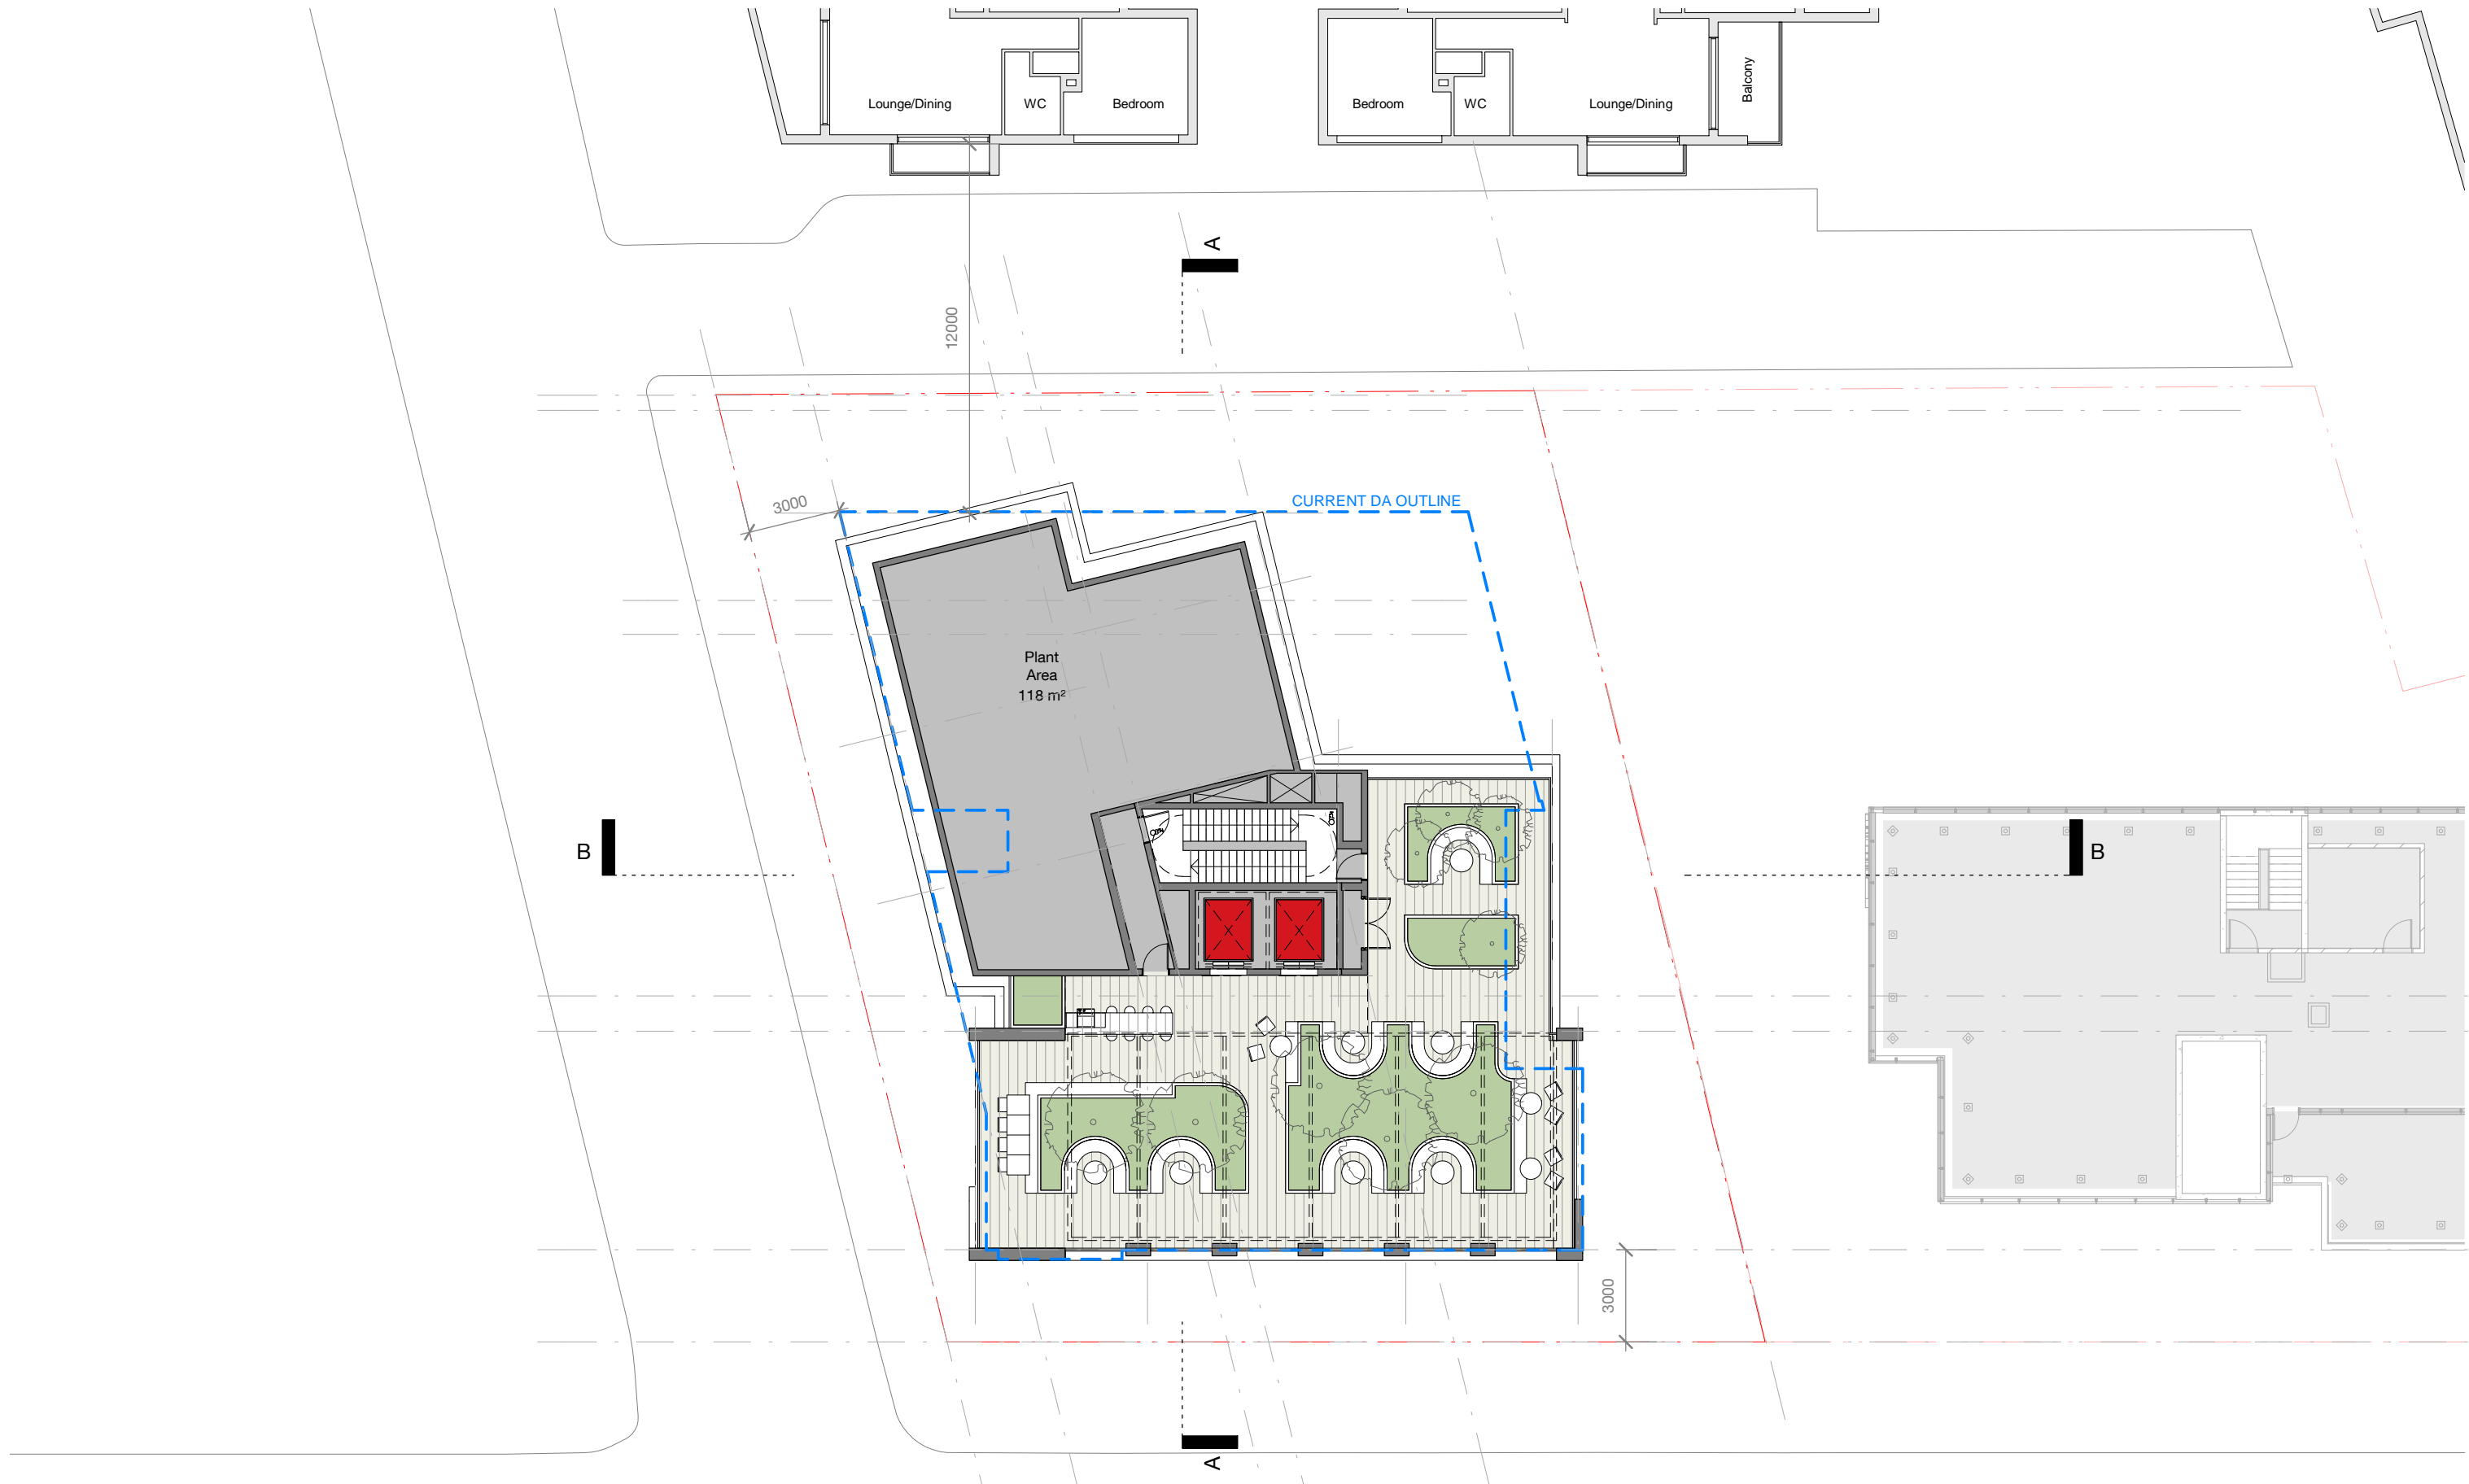 Balcony
Lounge/Dining
WC
Bedroom
Bedroom
WC
Lounge/Dining
A
12000
3000
CURRENT DA OUTLINE
Plant
Area
118 m²
B
B
3000
A